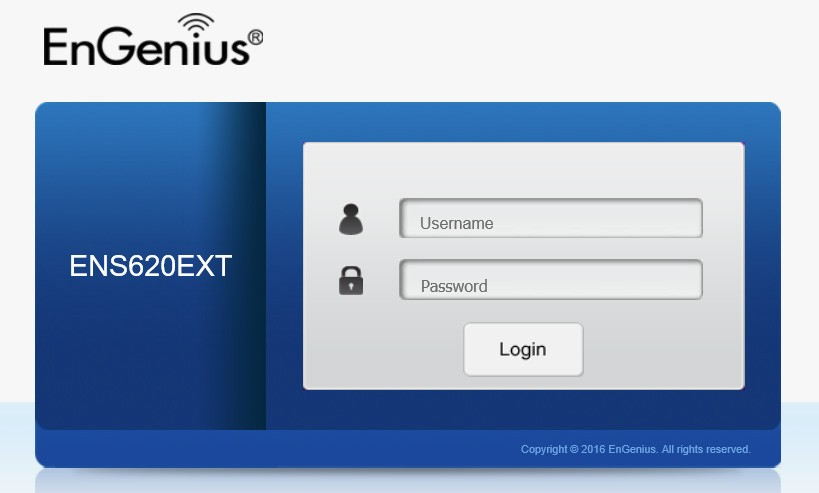 EnGenius®
ENS620EXT
Username
Password
Login
Copyright © 2016 EnGenius. All rights reserved.